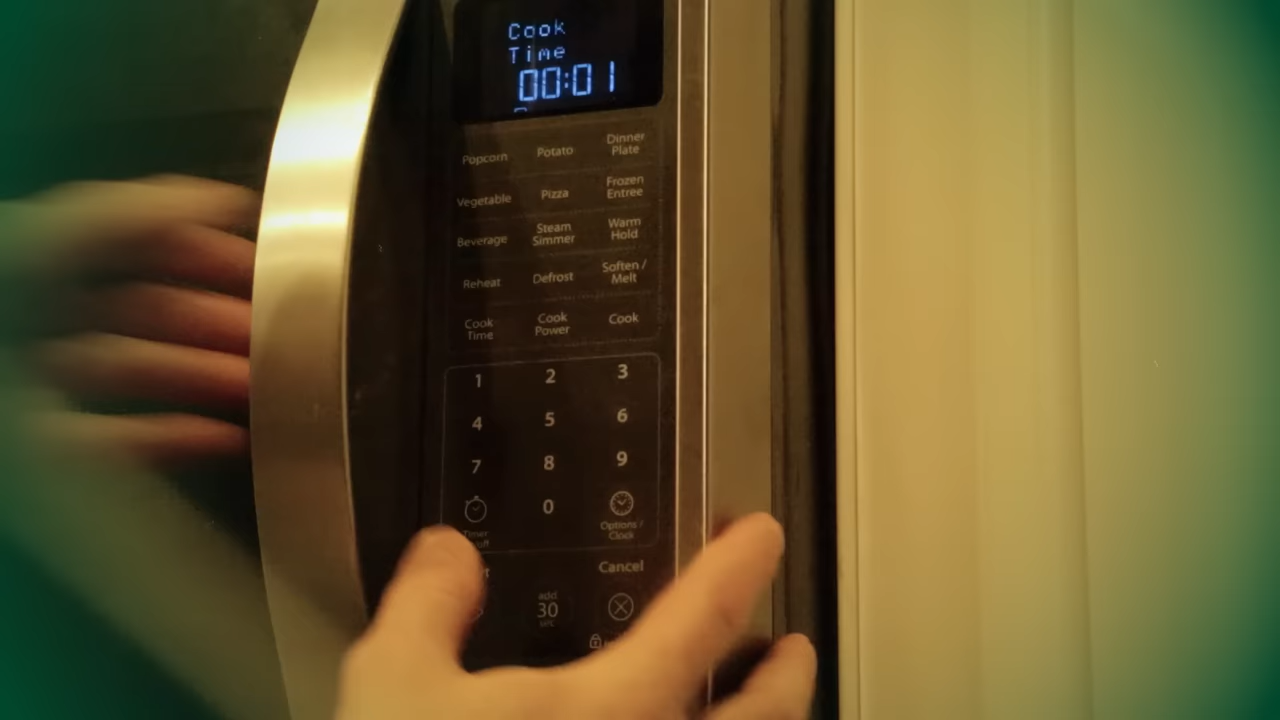 Cook
Time
00:01
Popcorn Potato Dinner Plate
Vegetable Pizza Frozen Entree
Beverage Steam Simmer Warm Hold
Reheat Defrost Soften / Melt
Cook Time Cook Power Cook
1 2 3
4 5 6
7 8 9
0
Timer Options / Clock
Cancel
add
30
sec